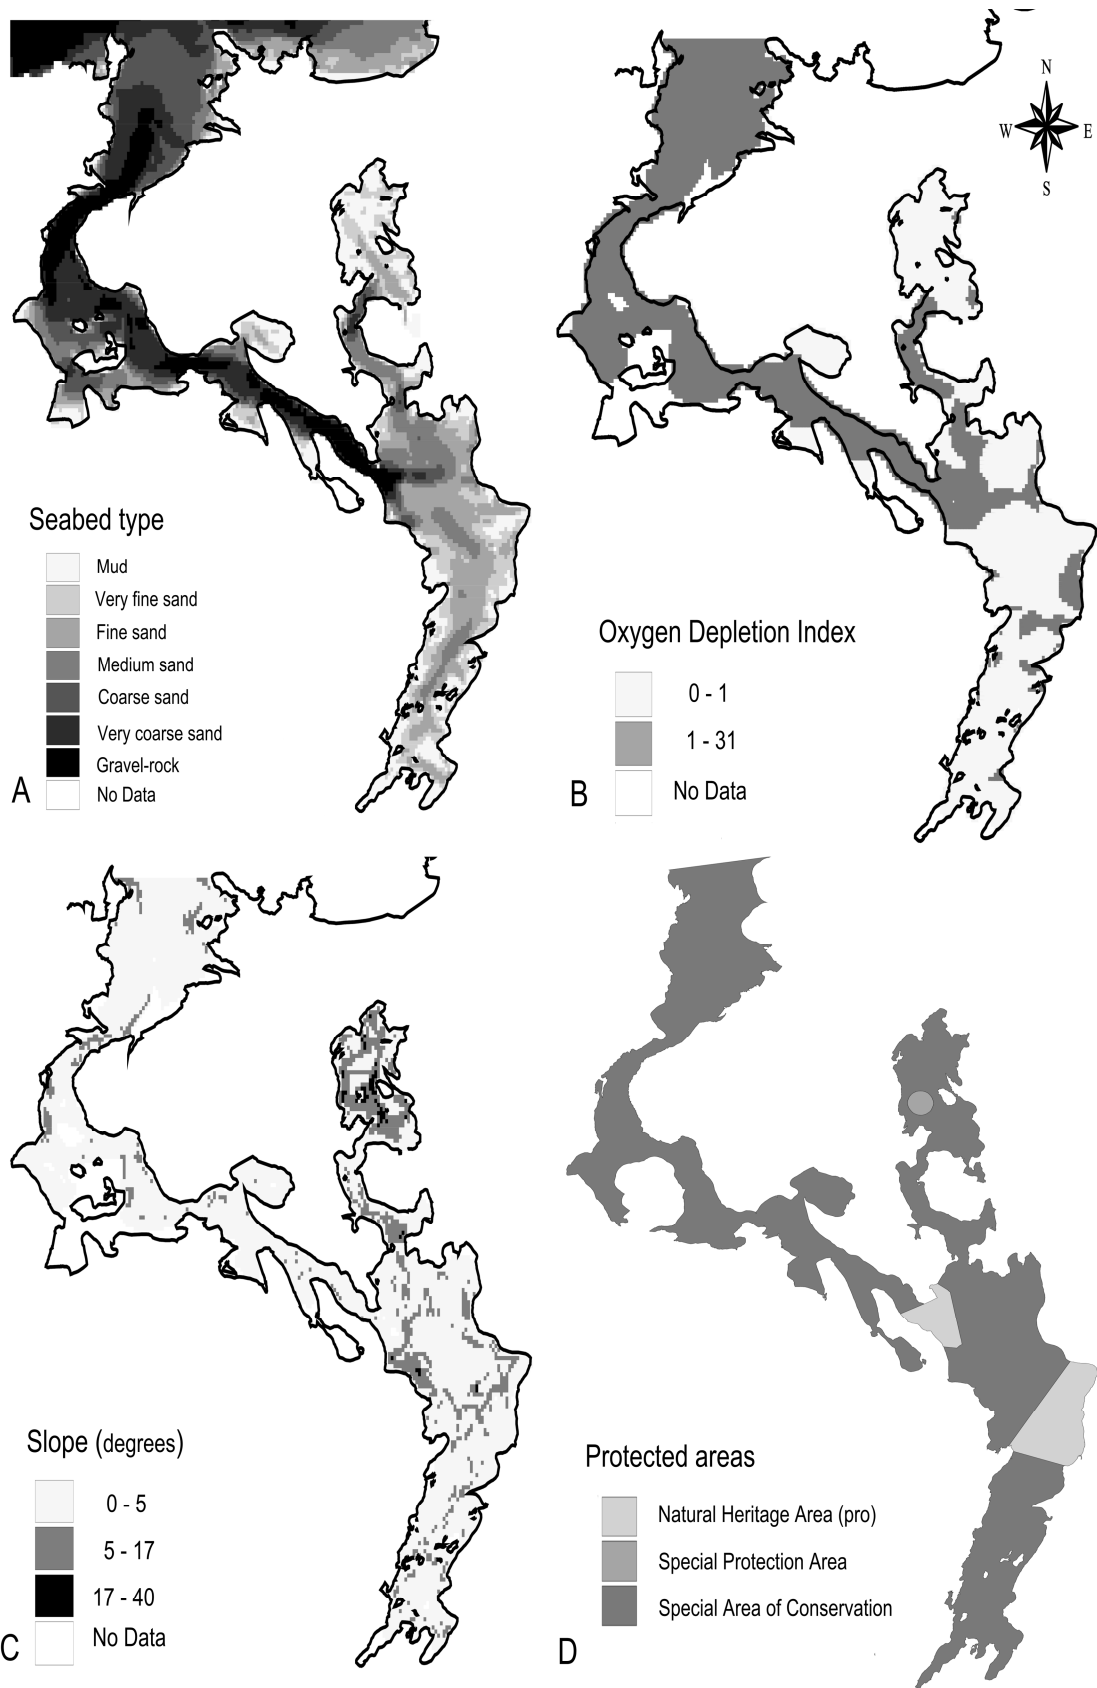 N
W E
S
Seabed type
Mud
Very fine sand
Fine sand
Medium sand
Coarse sand
Very coarse sand
Gravel-rock
No Data
A
Oxygen Depletion Index
0 - 1
1 - 31
No Data
B
Slope (degrees)
0 - 5
5 - 17
17 - 40
No Data
C
Protected areas
Natural Heritage Area (pro)
Special Protection Area
Special Area of Conservation
D